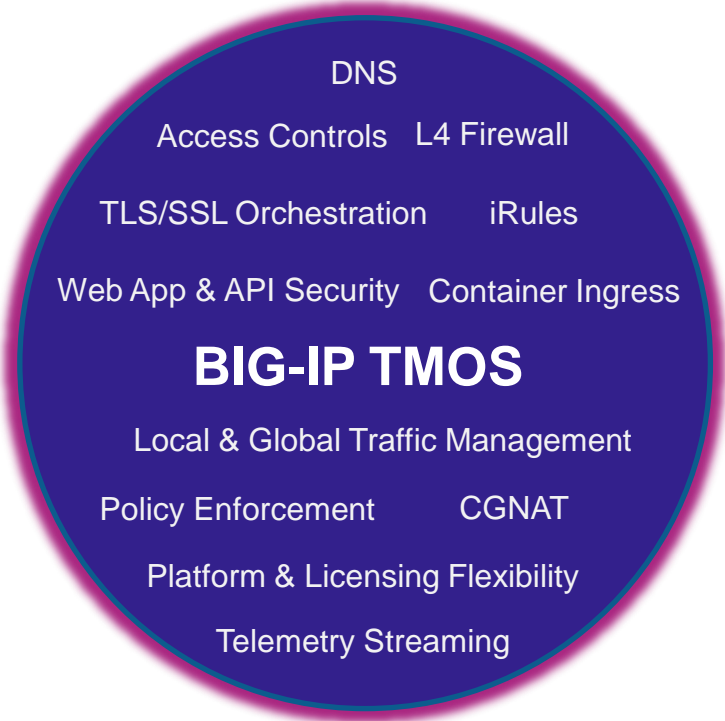 DNS
Access Controls L4 Firewall
TLS/SSL Orchestration iRules
Web App & API Security Container Ingress
BIG-IP TMOS
Local & Global Traffic Management
Policy Enforcement CGNAT
Platform & Licensing Flexibility
Telemetry Streaming